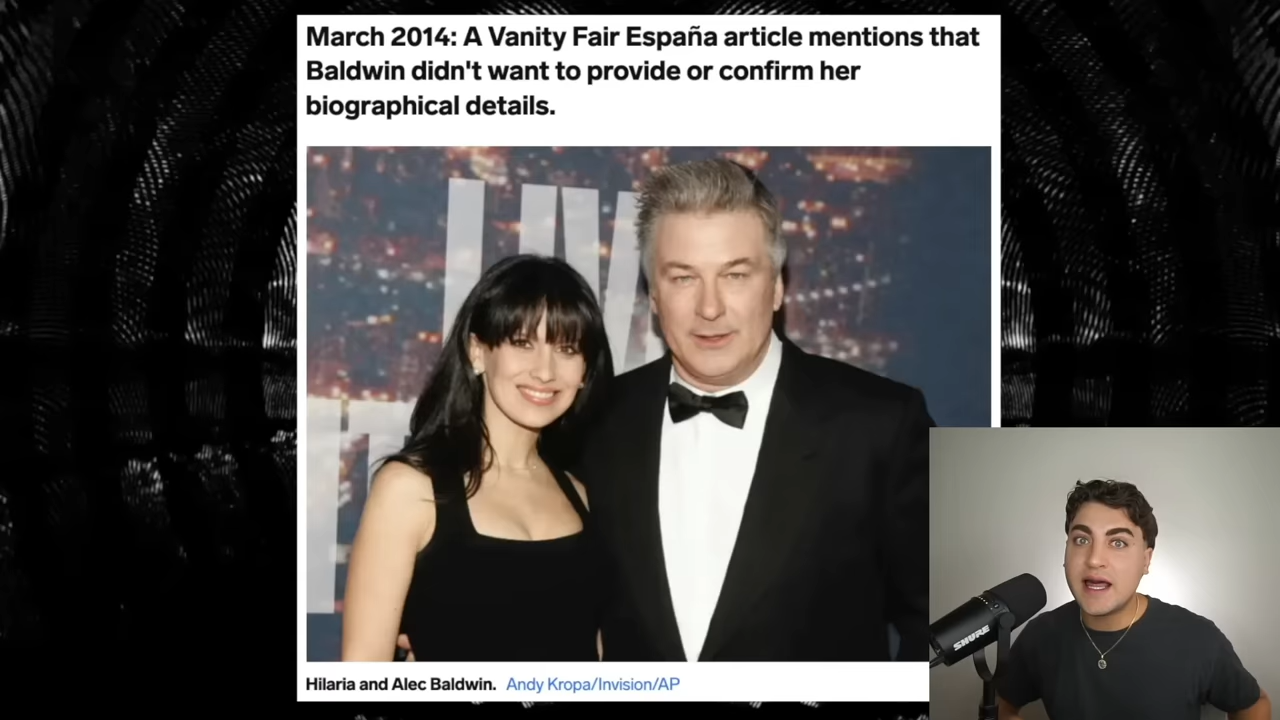 March 2014: A Vanity Fair España article mentions that
Baldwin didn't want to provide or confirm her
biographical details.
LIV
Hilaria and Alec Baldwin. Andy Kropa/Invision/AP
SHURE